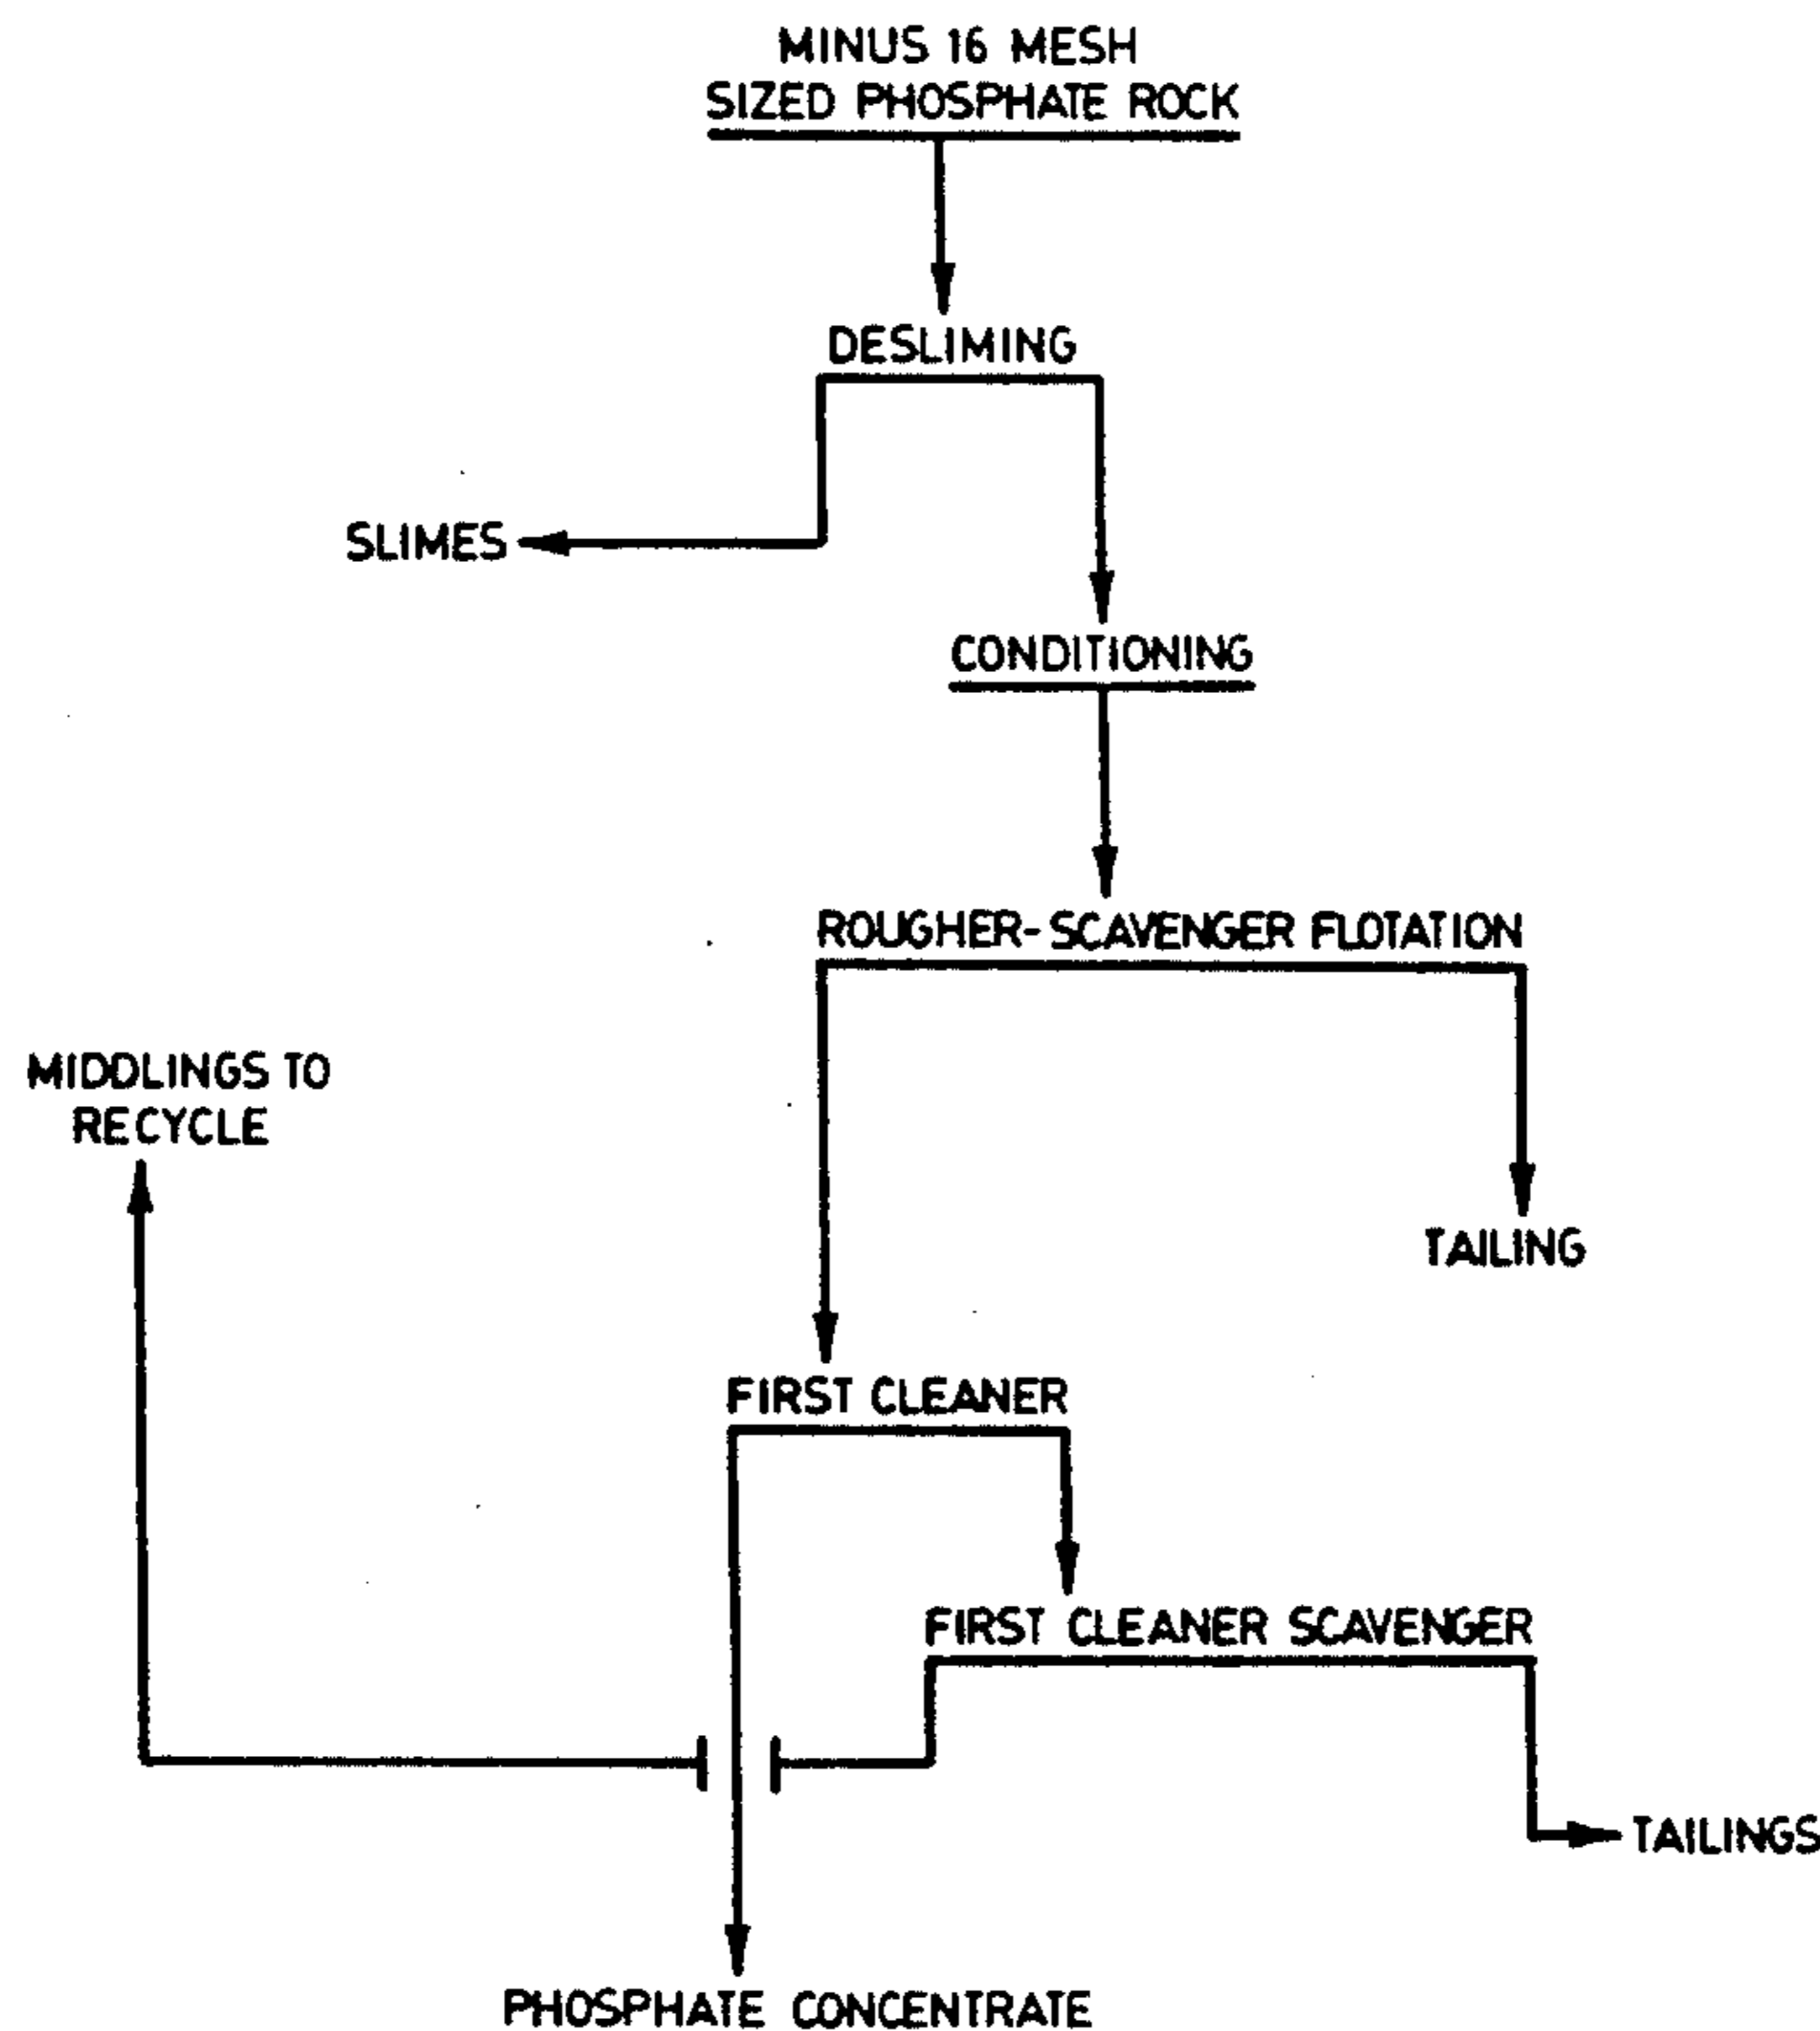 MINUS 16 MESH
SIZED PHOSPHATE ROCK
DESLIMING
SLIMES
CONDITIONING
ROUGHER-SCAVENGER FLOTATION
MIDDLINGS TO
RECYCLE
TAILING
FIRST CLEANER
FIRST CLEANER SCAVENGER
TAILINGS
PHOSPHATE CONCENTRATE